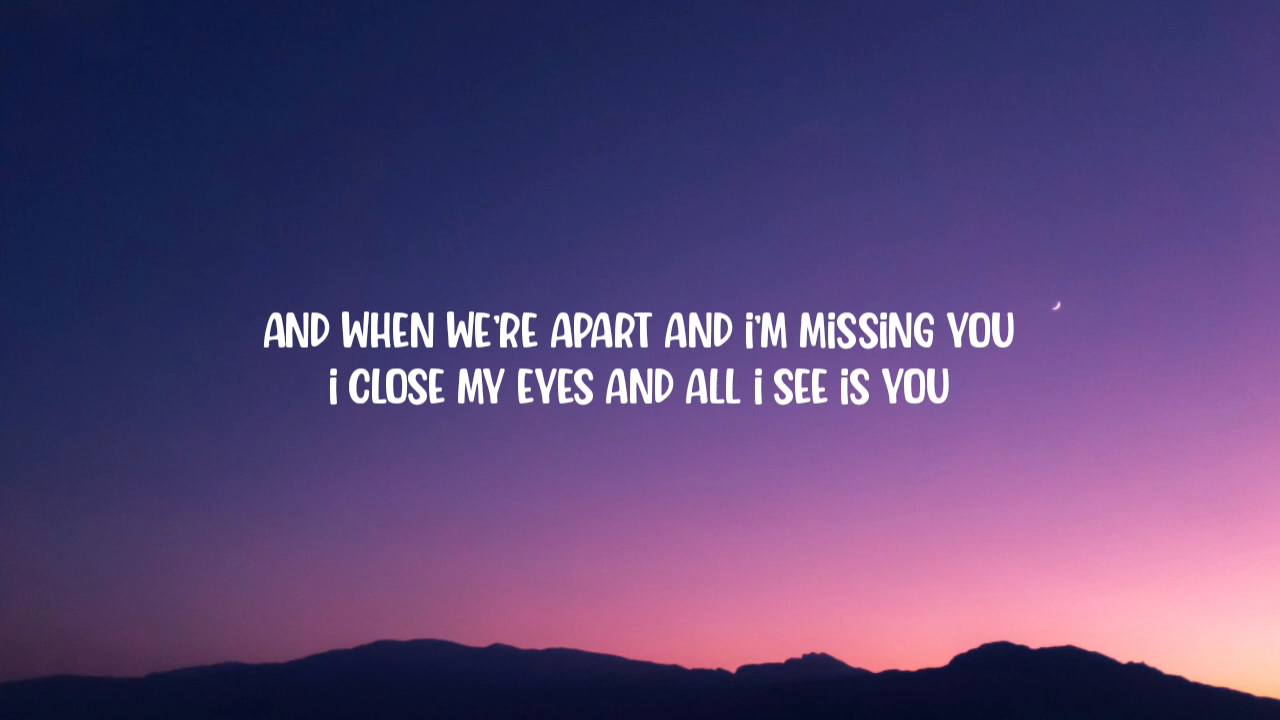 AND WHEN WE'RE APART AND i'M MiSSiNG YOU
i CLOSE MY EYES AND ALL i SEE iS YOU